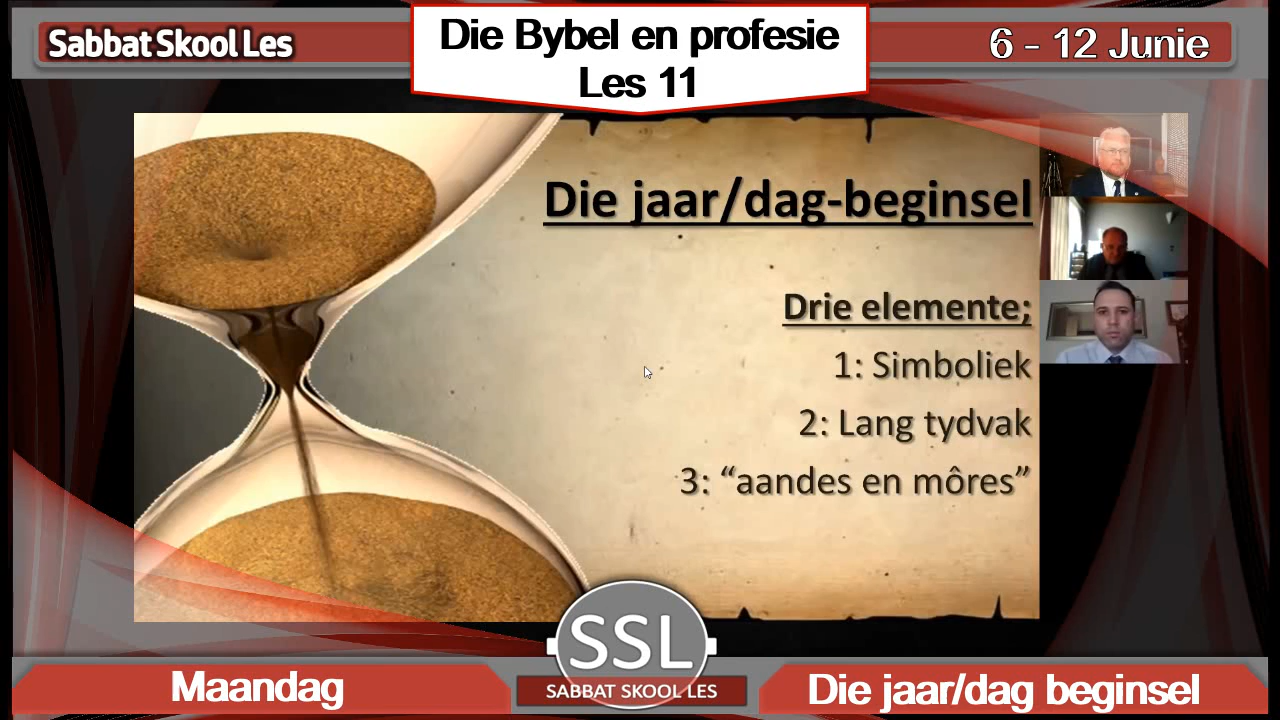 Sabbat Skool Les
Die Bybel en profesie
Les 11
6 - 12 Junie
Die jaar/dag-beginsel
Drie elemente;
1: Simboliek
2: Lang tydvak
3: “aandes en môres”
SSL
SABBAT SKOOL LES
Maandag
Die jaar/dag beginsel